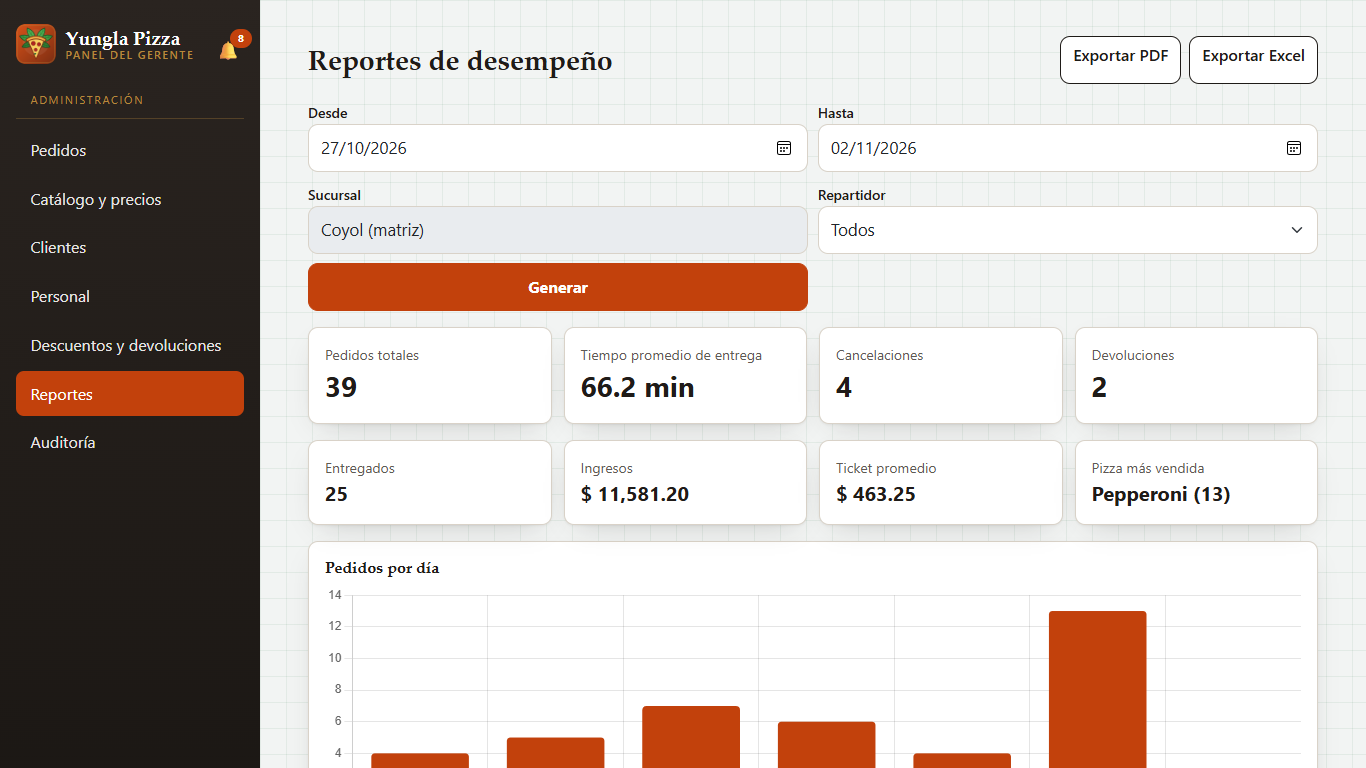 Yungla Pizza
PANEL DEL GERENTE
8
ADMINISTRACIÓN
Pedidos
Catálogo y precios
Clientes
Personal
Descuentos y devoluciones
Reportes
Auditoría
Reportes de desempeño
Exportar PDF
Exportar Excel
Desde
Hasta
27/10/2026
02/11/2026
Sucursal
Repartidor
Coyol (matriz)
Todos
Generar
Pedidos totales
39
Tiempo promedio de entrega
66.2 min
Cancelaciones
4
Devoluciones
2
Entregados
25
Ingresos
$ 11,581.20
Ticket promedio
$ 463.25
Pizza más vendida
Pepperoni (13)
Pedidos por día
14
12
10
8
6
4